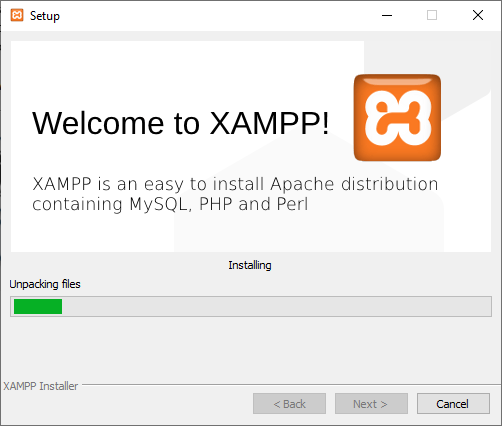 Setup
Welcome to XAMPP!
XAMPP is an easy to install Apache distribution
containing MySQL, PHP and Perl
Installing
Unpacking files
XAMPP Installer
< Back
Next >
Cancel